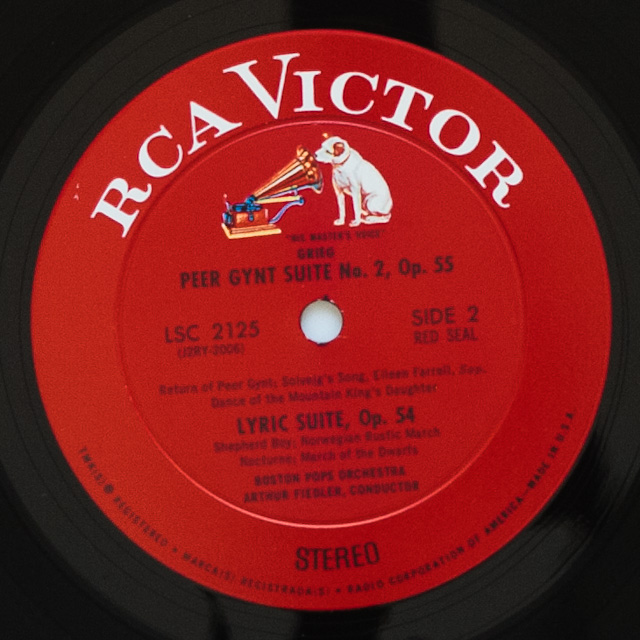 RCA VICTOR
"HIS MASTER'S VOICE"
GRIEG
PEER GYNT SUITE No. 2, Op. 55
LSC 2125
SIDE 2
(J2RY-2006)
RED SEAL
Return of Peer Gynt; Solveig's Song, Eileen Farrell, Sop.
Dance of the Mountain King's Daughter
LYRIC SUITE, Op. 54
Shepherd Boy; Norwegian Rustic March
Nocturne; March of the Dwarfs
BOSTON POPS ORCHESTRA
ARTHUR FIEDLER, CONDUCTOR
STEREO
TMK(S) ® REGISTERED • MARCA(S) REGISTRADA(S) • RADIO CORPORATION OF AMERICA-MADE IN U.S.A.